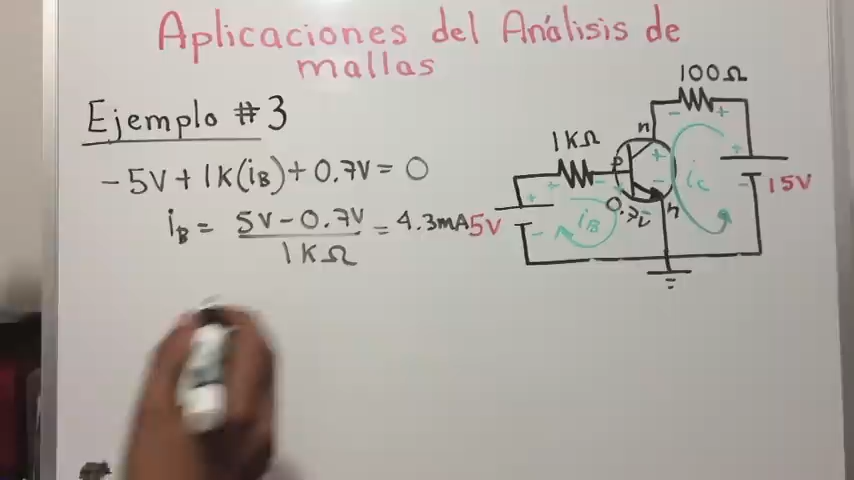 Aplicaciones del Análisis de
mallas
Ejemplo #3
-5V+1K(iB)+0.7V=0
iB = 5V-0.7V = 4.3mA
1KΩ
100Ω
+
-
n
1KΩ
P
+
-
+
-
iC
+
-
15V
+
-
0.7V
n
5V
+
-
iB